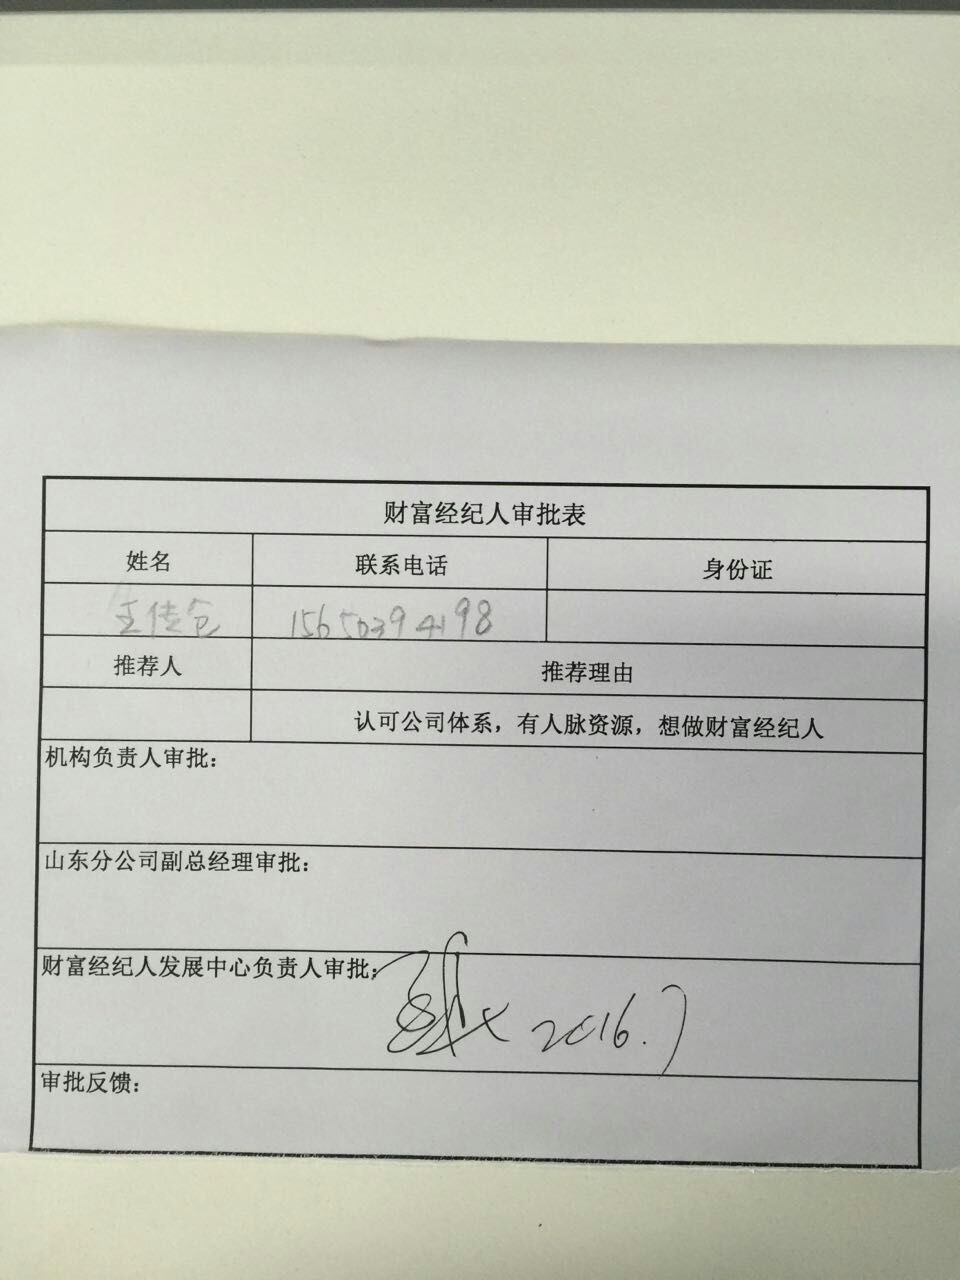 财富经纪人审批表
姓名 联系电话 身份证
王传仓 15650394198
推荐人 推荐理由
认可公司体系，有人脉资源，想做财富经纪人
机构负责人审批：
山东分公司副总经理审批：
财富经纪人发展中心负责人审批：
2016.7
审批反馈：